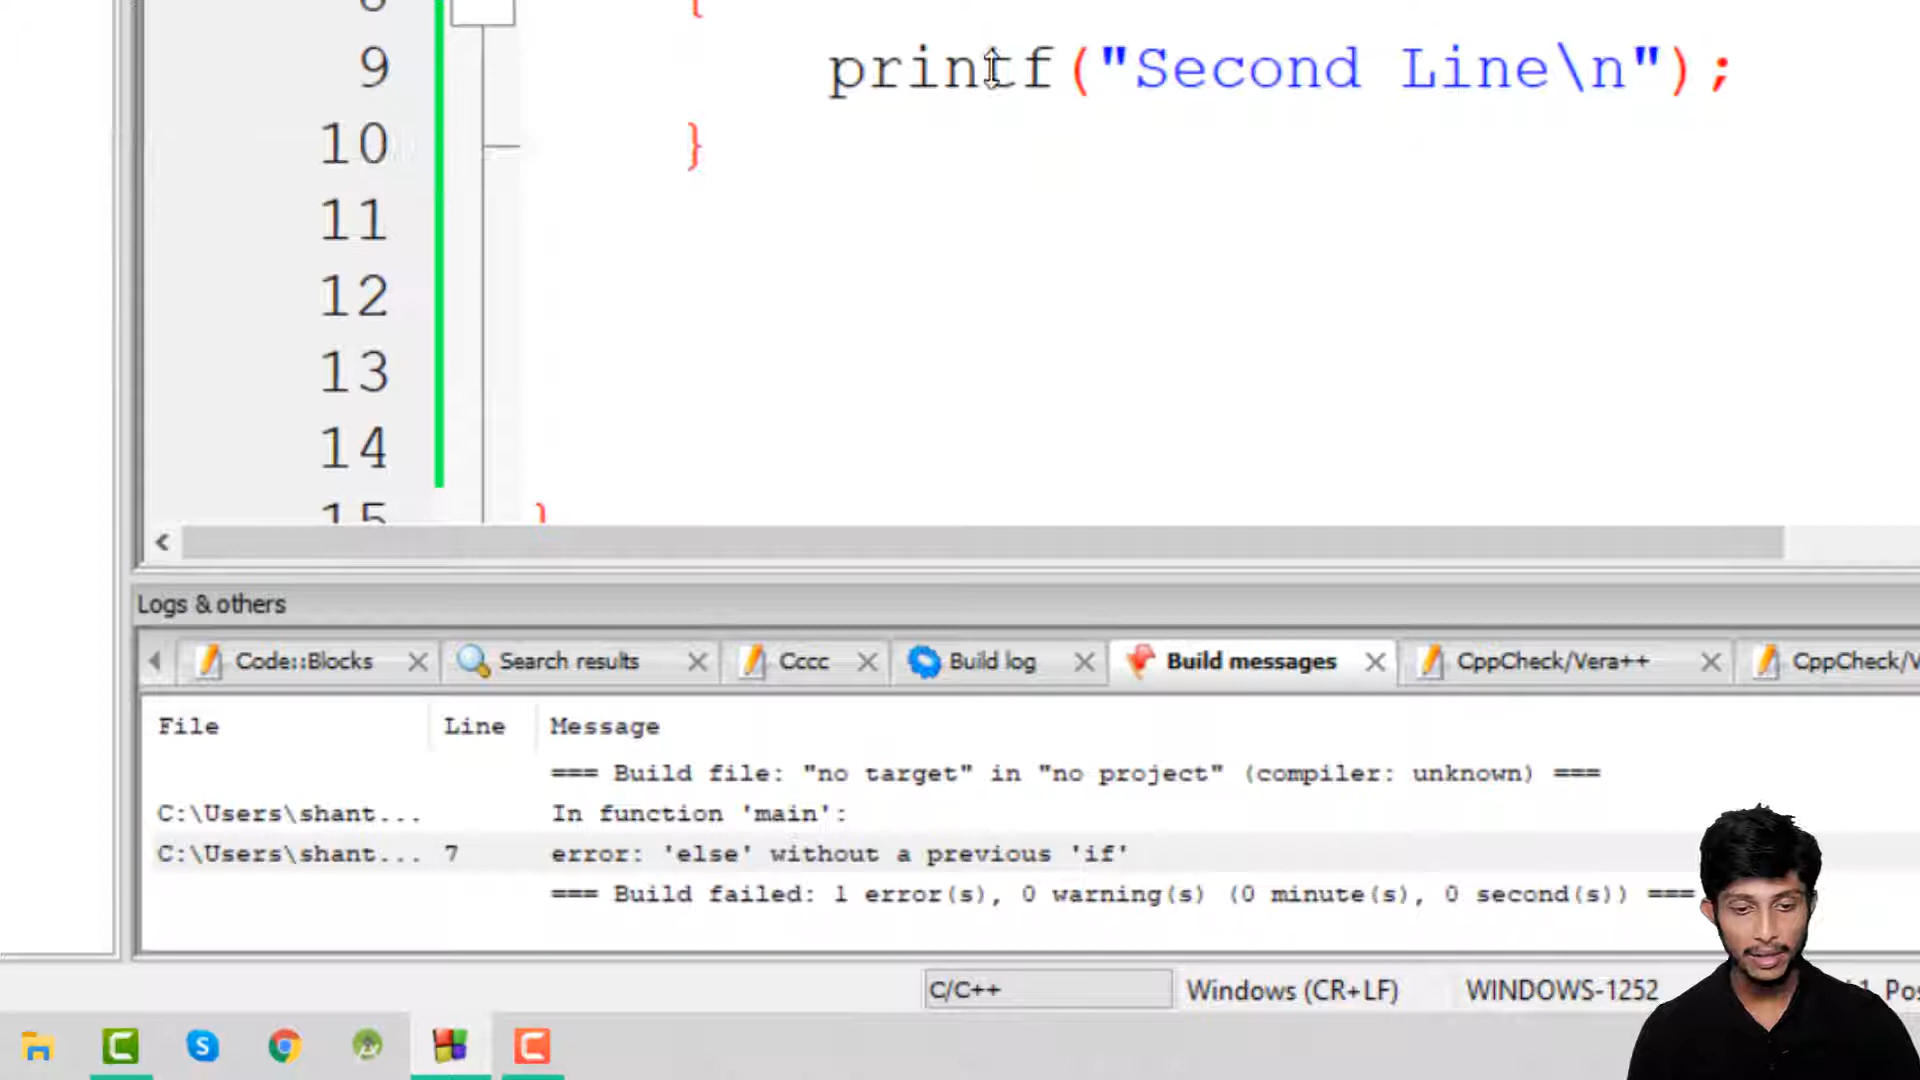 8 {
9 printf("Second Line\n");
10 }
11
12
13
14
15 }
Logs & others
Code::Blocks Search results Cccc Build log Build messages CppCheck/Vera++ CppCheck/V
File Line Message
=== Build file: "no target" in "no project" (compiler: unknown) ===
C:\Users\shant... In function 'main':
C:\Users\shant... 7 error: 'else' without a previous 'if'
=== Build failed: 1 error(s), 0 warning(s) (0 minute(s), 0 second(s)) ===
C/C++ Windows (CR+LF) WINDOWS-1252 Pos